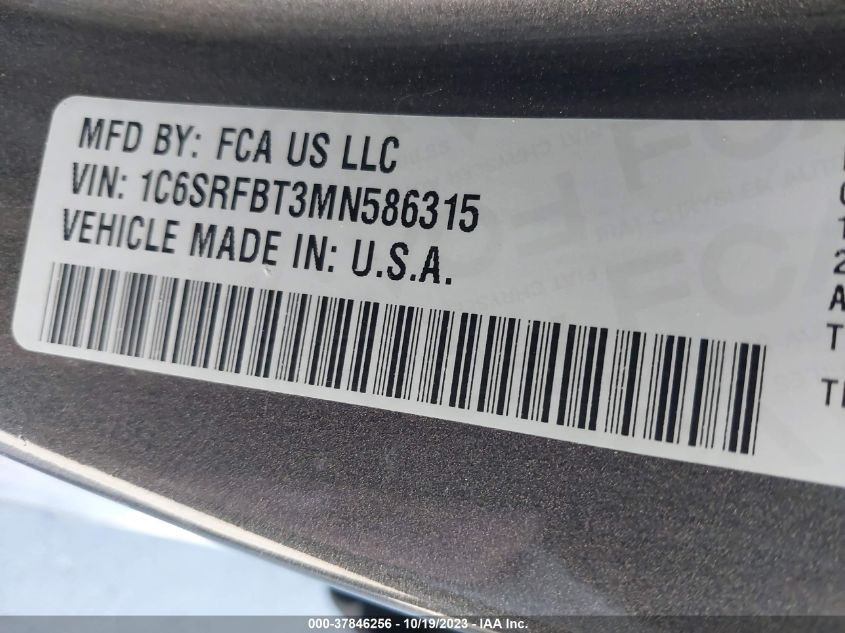 MFD BY: FCA US LLC
VIN: 1C6SRFBT3MN586315
VEHICLE MADE IN: U.S.A.
000-37846256 - 10/19/2023 - IAA Inc.